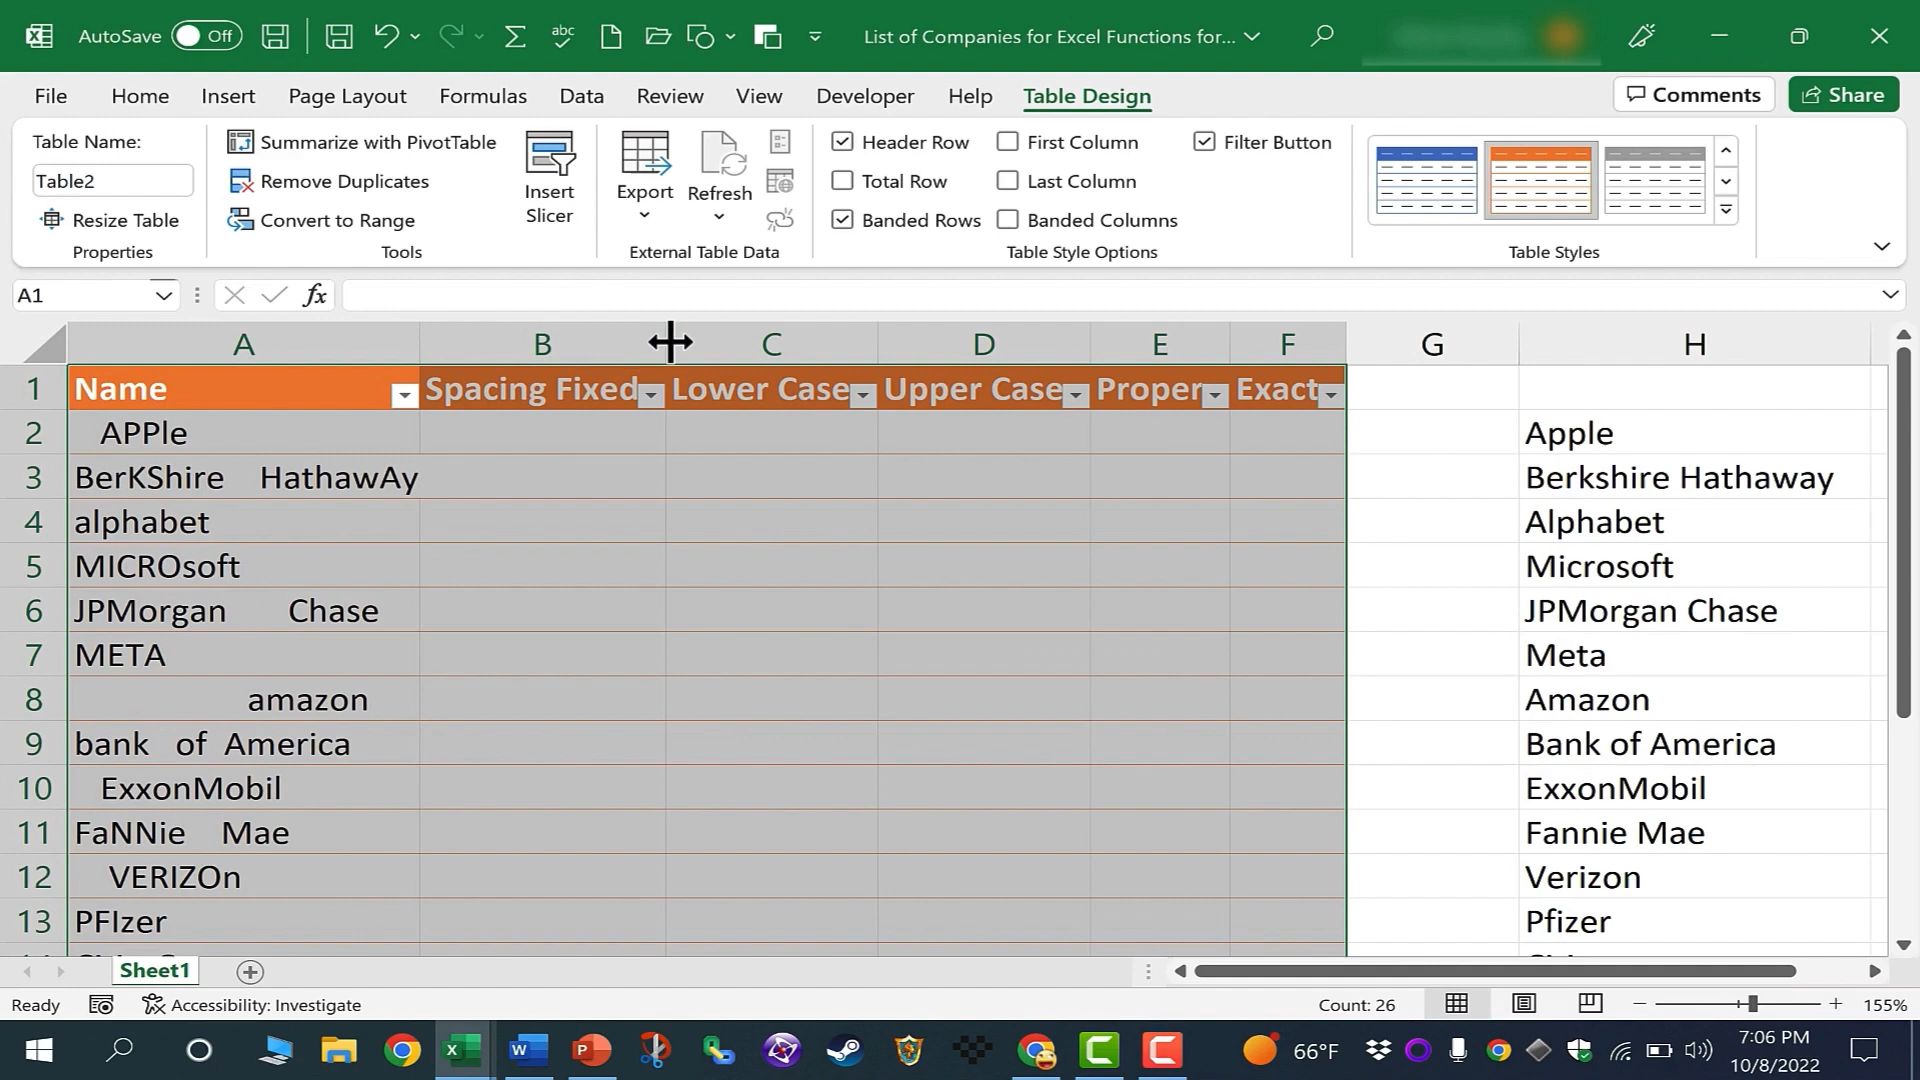 AutoSave Off List of Companies for Excel Functions for...
File Home Insert Page Layout Formulas Data Review View Developer Help Table Design Comments Share
Table Name:
Table2
Resize Table
Properties
Summarize with PivotTable
Remove Duplicates
Convert to Range
Tools
Insert
Slicer
Export
Refresh
External Table Data
Header Row First Column Filter Button
Total Row Last Column
Banded Rows Banded Columns
Table Style Options
Table Styles
A1 fx
A B C D E F G H
1 Name Spacing Fixed Lower Case Upper Case Proper Exact
2 APPle Apple
3 BerKShire HathawAy Berkshire Hathaway
4 alphabet Alphabet
5 MICROsoft Microsoft
6 JPMorgan Chase JPMorgan Chase
7 META Meta
8 amazon Amazon
9 bank of America Bank of America
10 ExxonMobil ExxonMobil
11 FaNNie Mae Fannie Mae
12 VERIZOn Verizon
13 PFIzer Pfizer
Sheet1
Ready Accessibility: Investigate Count: 26 155%
66°F 7:06 PM
10/8/2022